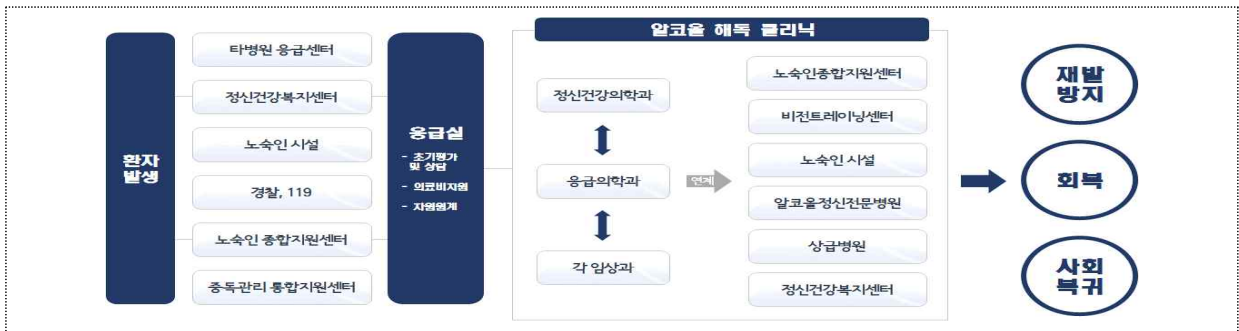 환자
발생
타병원 응급센터
정신건강복지센터
노숙인 시설
경찰, 119
노숙인 종합지원센터
중독관리 통합지원센터
응급실
- 초기평가
및 상담
- 의료비지원
- 자원연계
알코올 해독 클리닉
정신건강의학과
응급의학과
각 임상과
연계
노숙인종합지원센터
비전트레이닝센터
노숙인 시설
알코올정신전문병원
상급병원
정신건강복지센터
재발
방지
회복
사회
복귀